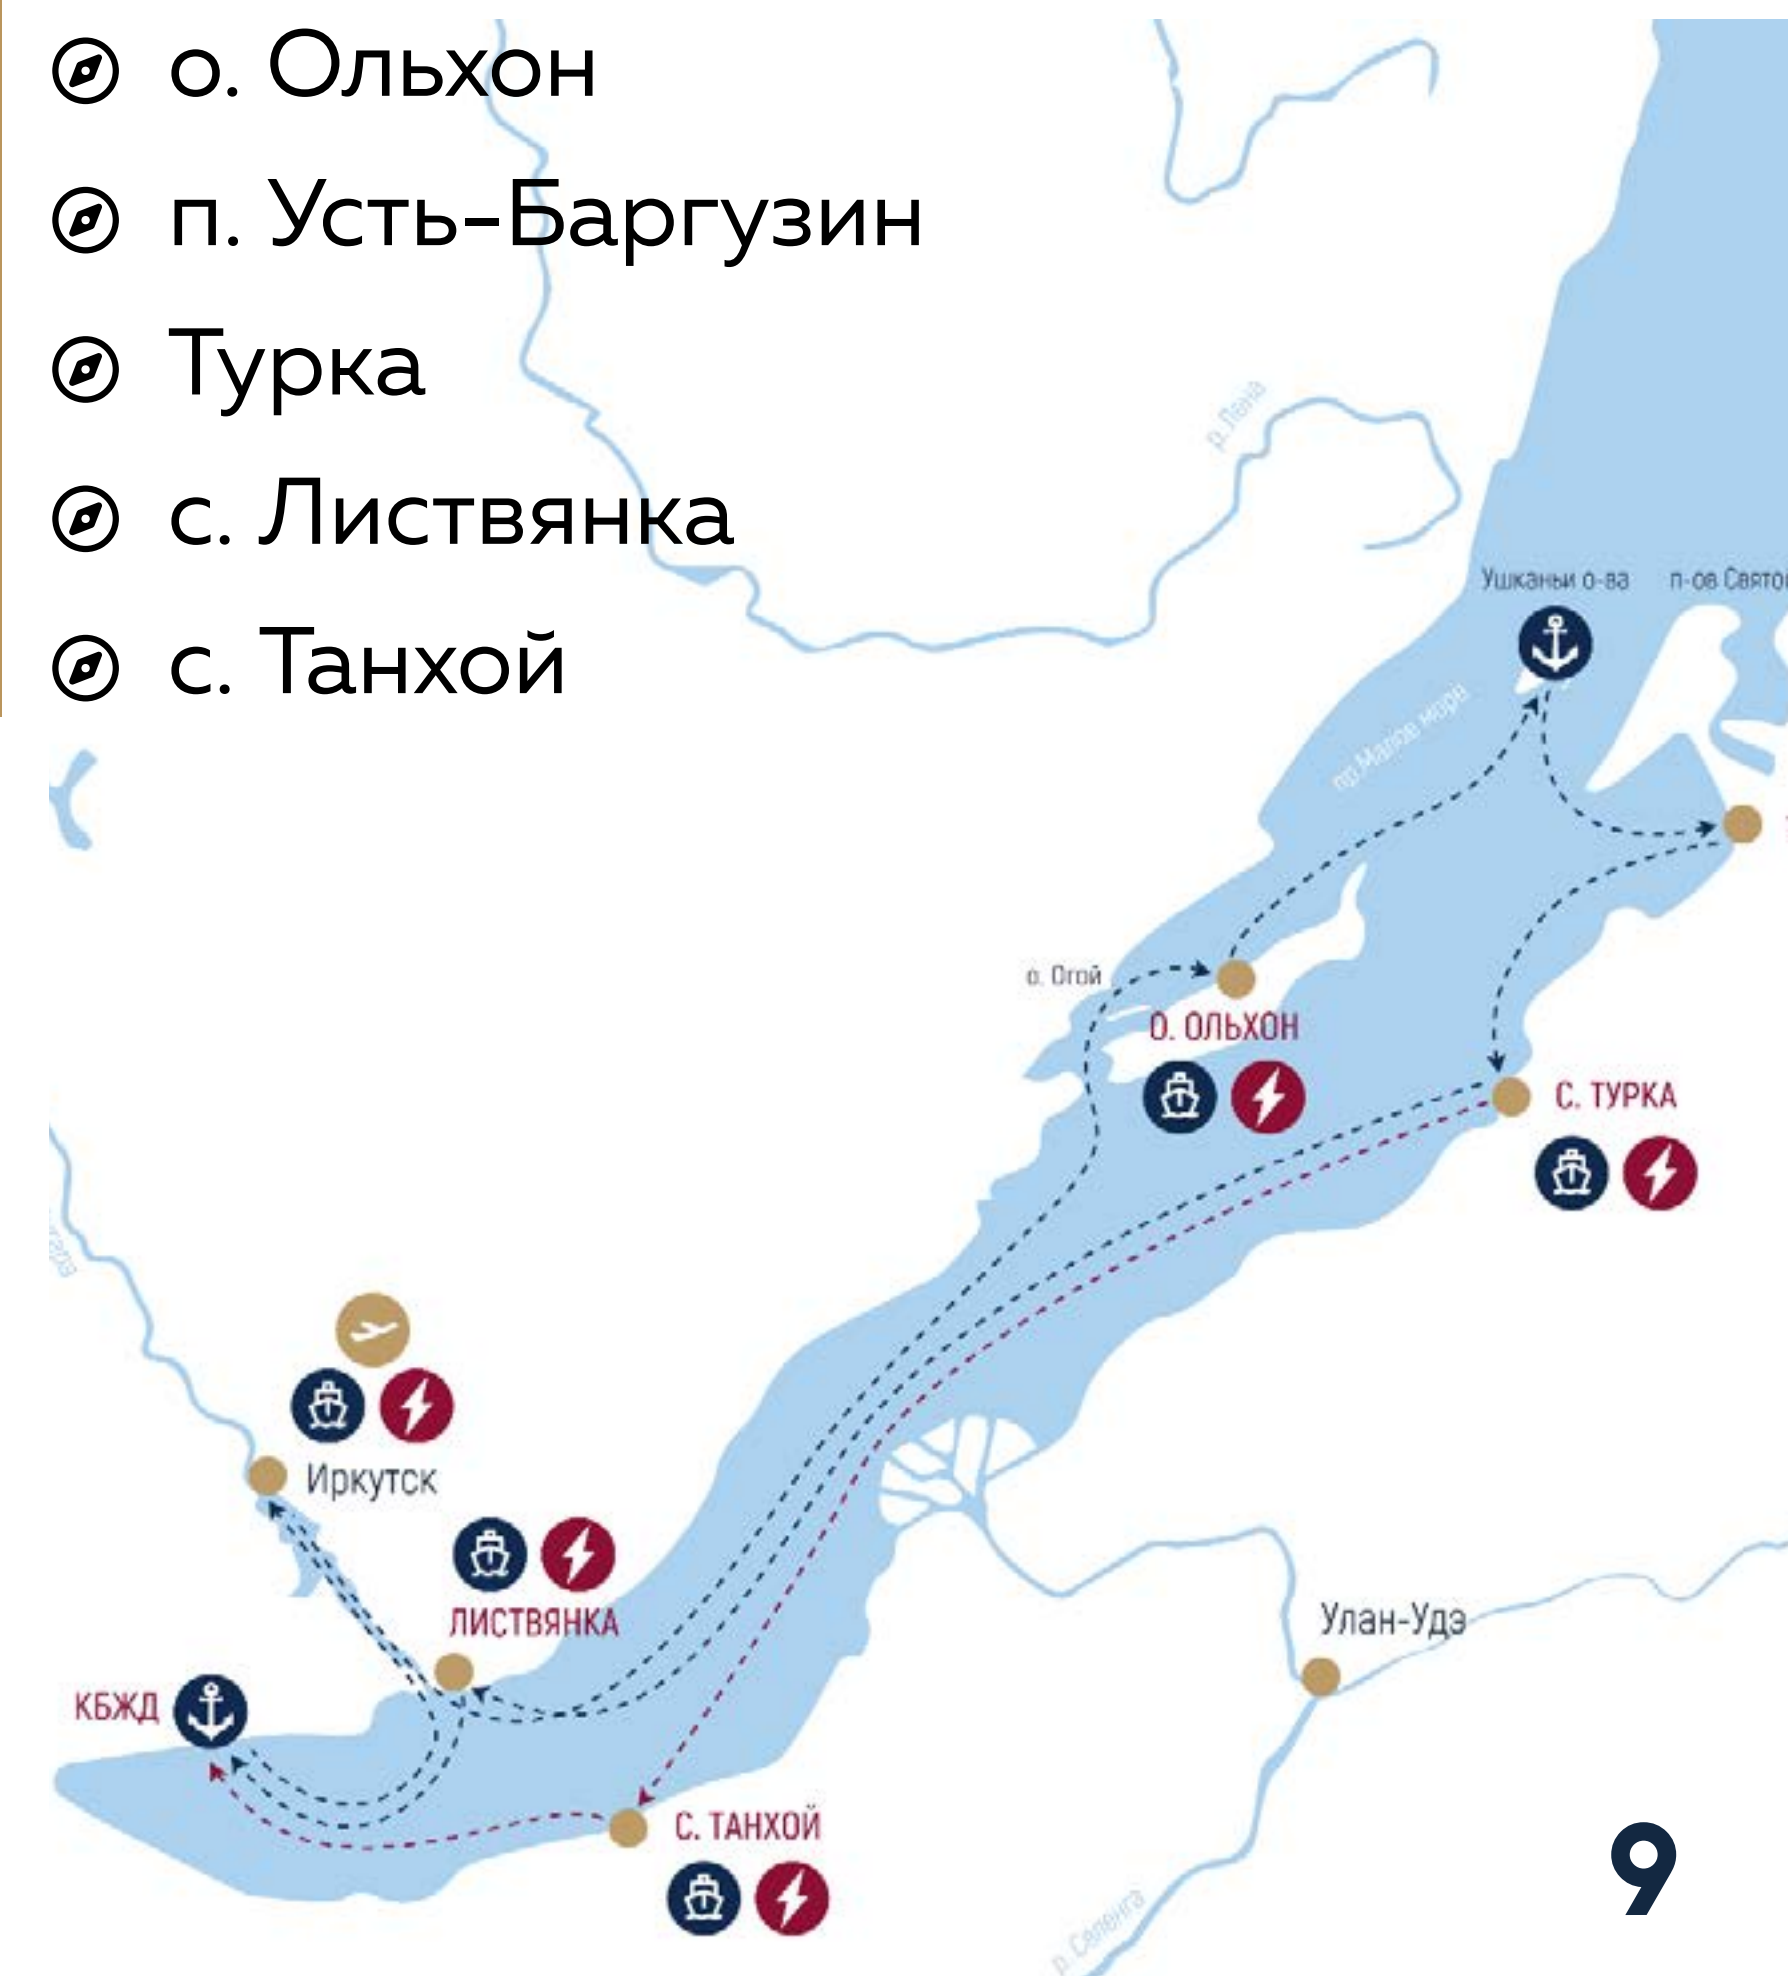 о. Ольхон
п. Усть-Баргузин
Турка
с. Листвянка
с. Танхой
р. Лена
Ушканьи о-ва
п-ов Святой
пр. Малое море
о. Огой
О. ОЛЬХОН
С. ТУРКА
Иркутск
ЛИСТВЯНКА
Улан-Удэ
КБЖД
С. ТАНХОЙ
р. Селенга
9